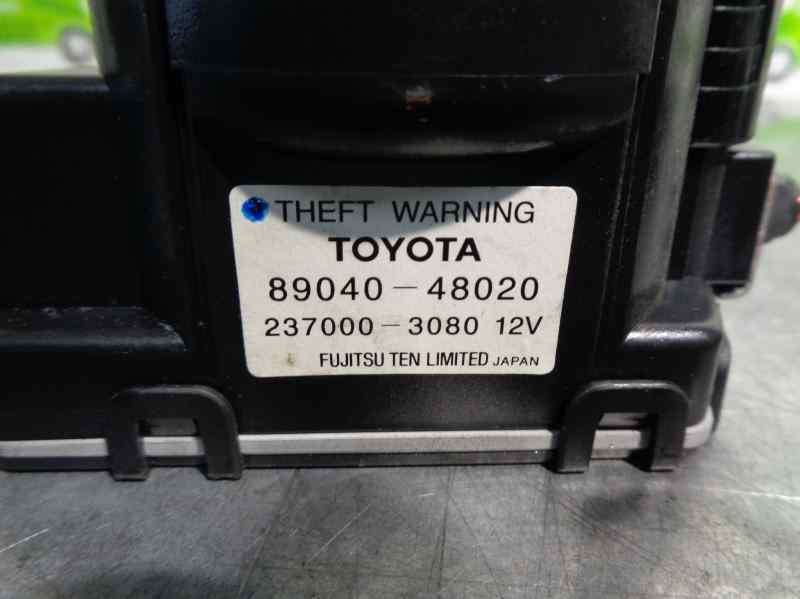 THEFT WARNING
TOYOTA
89040-48020
237000-3080 12V
FUJITSU TEN LIMITED JAPAN